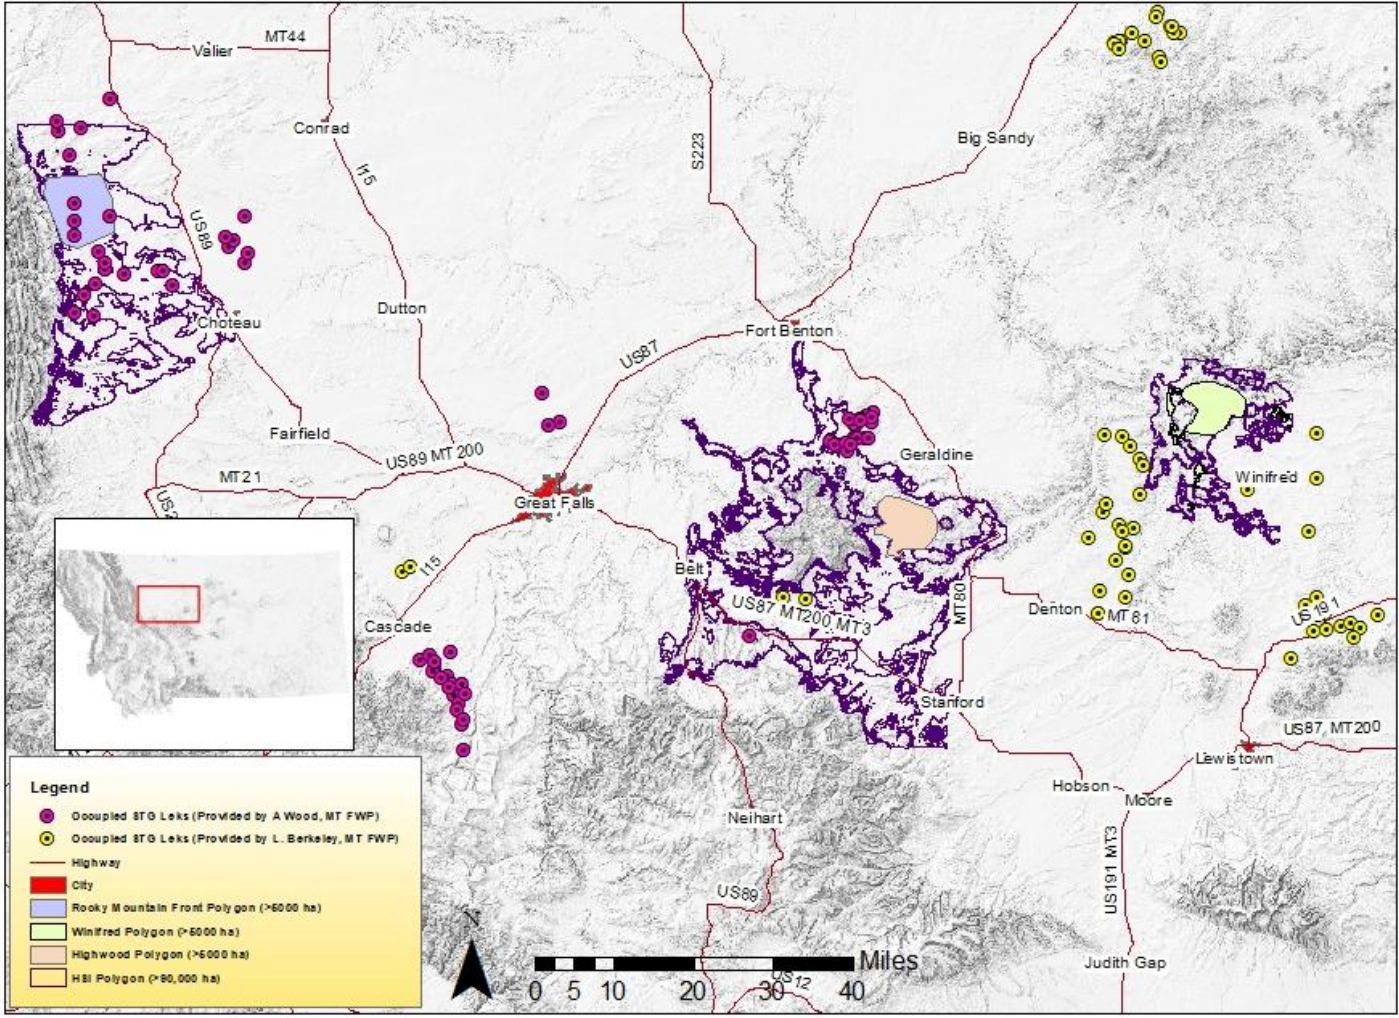 MT44
Valier
Conrad
Big Sandy
S223
I15
US89
Dutton
Choteau
Fort Benton
US87
Fairfield
US89 MT 200
Geraldine
MT21
Winifred
Great Falls
I15
Belt
US87 MT200 MT3
MT80
Denton
MT81
US191
Cascade
Stanford
US87, MT200
Lewistown
Hobson
Moore
Neihart
US191 MT3
US89
Judith Gap
US12
N
Miles
0 5 10 20 30 40
Legend
Occupied STG Leks (Provided by A Wood, MT FWP)
Occupied STG Leks (Provided by L. Berkeley, MT FWP)
Highway
City
Rocky Mountain Front Polygon (>5000 ha)
Winifred Polygon (>5000 ha)
Highwood Polygon (>5000 ha)
HSI Polygon (>90,000 ha)